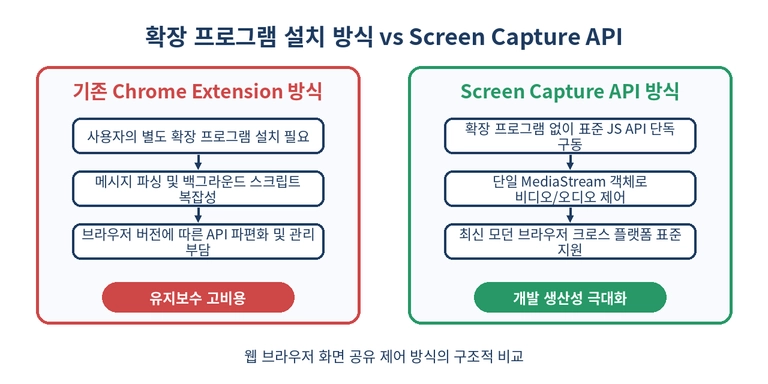 확장 프로그램 설치 방식 vs Screen Capture API
기존 Chrome Extension 방식
사용자의 별도 확장 프로그램 설치 필요
메시지 파싱 및 백그라운드 스크립트
복잡성
브라우저 버전에 따른 API 파편화 및 관리
부담
유지보수 고비용
Screen Capture API 방식
확장 프로그램 없이 표준 JS API 단독
구동
단일 MediaStream 객체로
비디오/오디오 제어
최신 모던 브라우저 크로스 플랫폼 표준
지원
개발 생산성 극대화
웹 브라우저 화면 공유 제어 방식의 구조적 비교